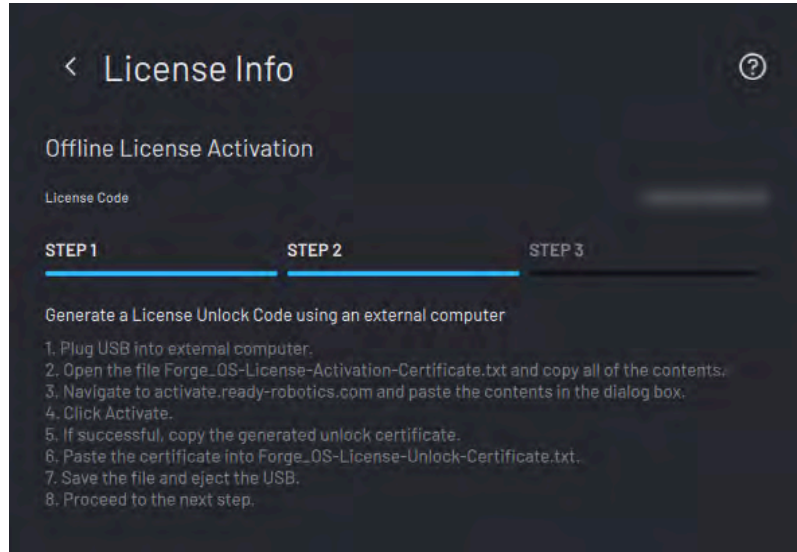 License Info
Offline License Activation
License Code
STEP 1 STEP 2 STEP 3
Generate a License Unlock Code using an external computer
1. Plug USB into external computer.
2. Open the file Forge_OS-License-Activation-Certificate.txt and copy all of the contents.
3. Navigate to activate.ready-robotics.com and paste the contents in the dialog box.
4. Click Activate.
5. If successful, copy the generated unlock certificate.
6. Paste the certificate into Forge_OS-License-Unlock-Certificate.txt.
7. Save the file and eject the USB.
8. Proceed to the next step.